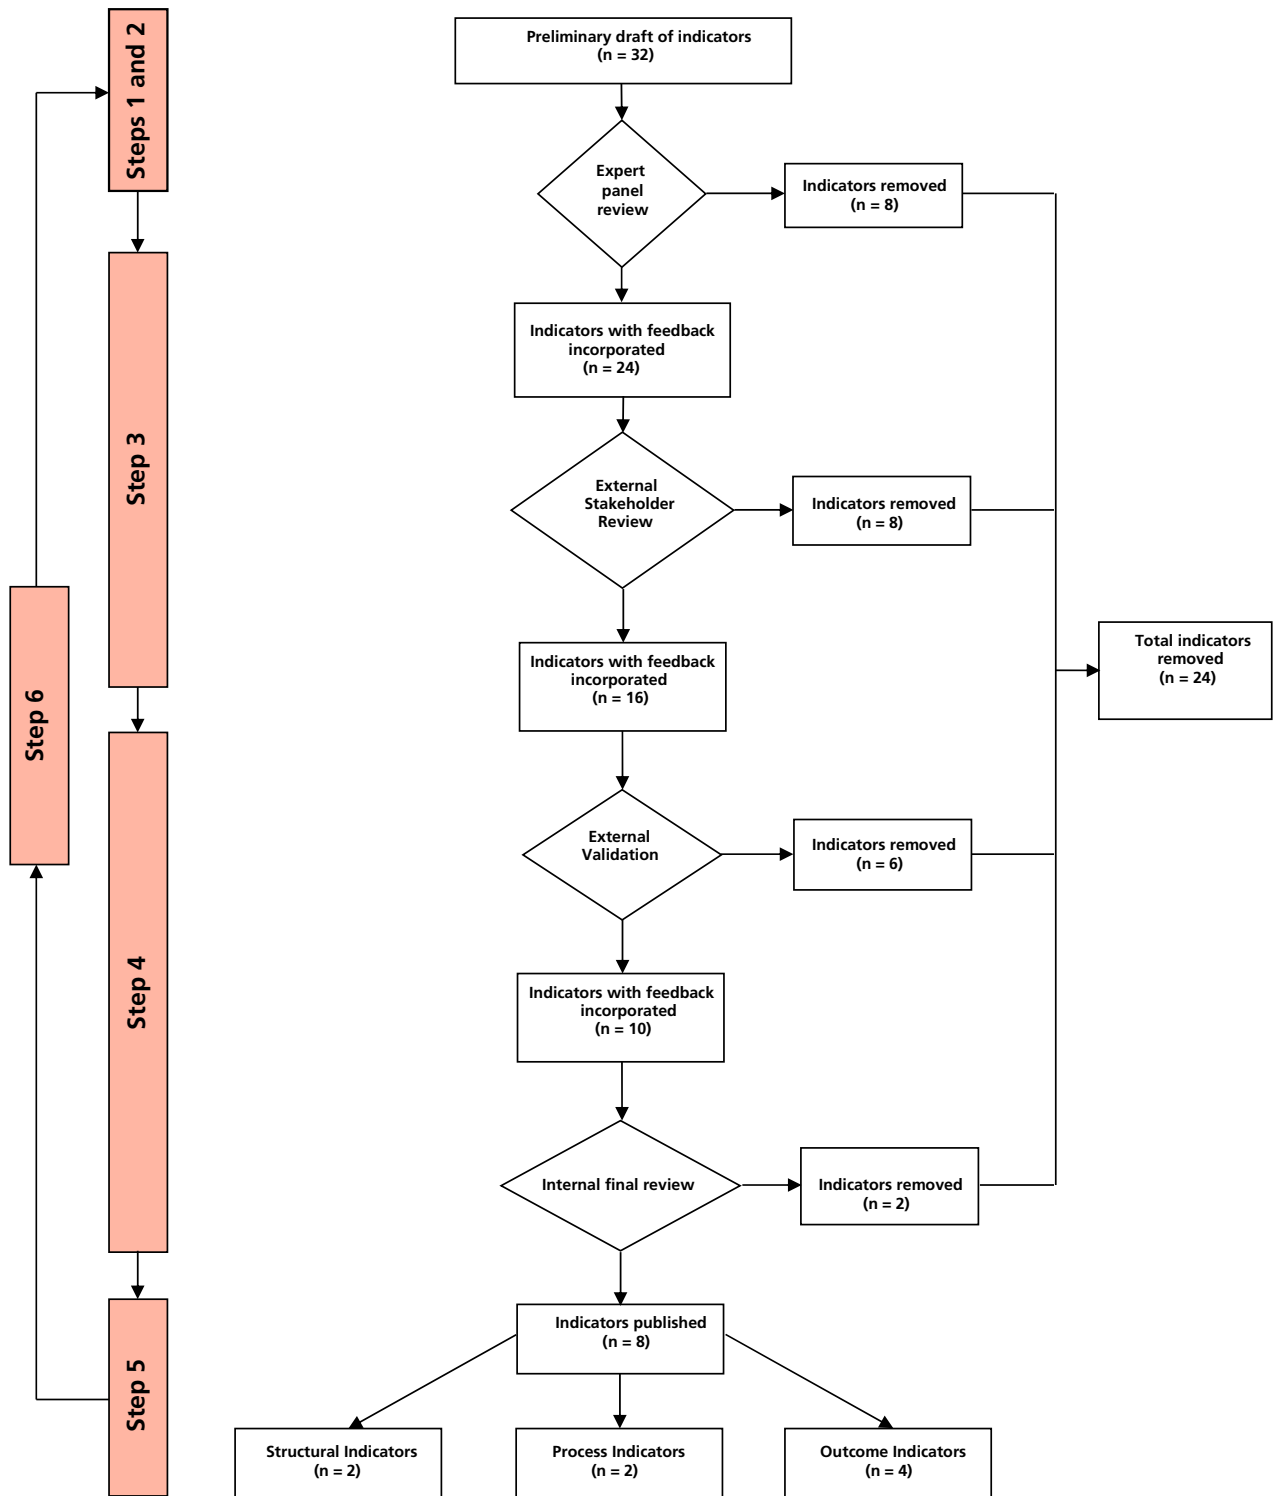 Steps 1 and 2
Step 3
Step 6
Step 4
Step 5
Preliminary draft of indicators
(n = 32)
Expert
panel
review
Indicators removed
(n = 8)
Indicators with feedback
incorporated
(n = 24)
External
Stakeholder
Review
Indicators removed
(n = 8)
Indicators with feedback
incorporated
(n = 16)
Total indicators
removed
(n = 24)
External
Validation
Indicators removed
(n = 6)
Indicators with feedback
incorporated
(n = 10)
Internal final review
Indicators removed
(n = 2)
Indicators published
(n = 8)
Structural Indicators
(n = 2)
Process Indicators
(n = 2)
Outcome Indicators
(n = 4)